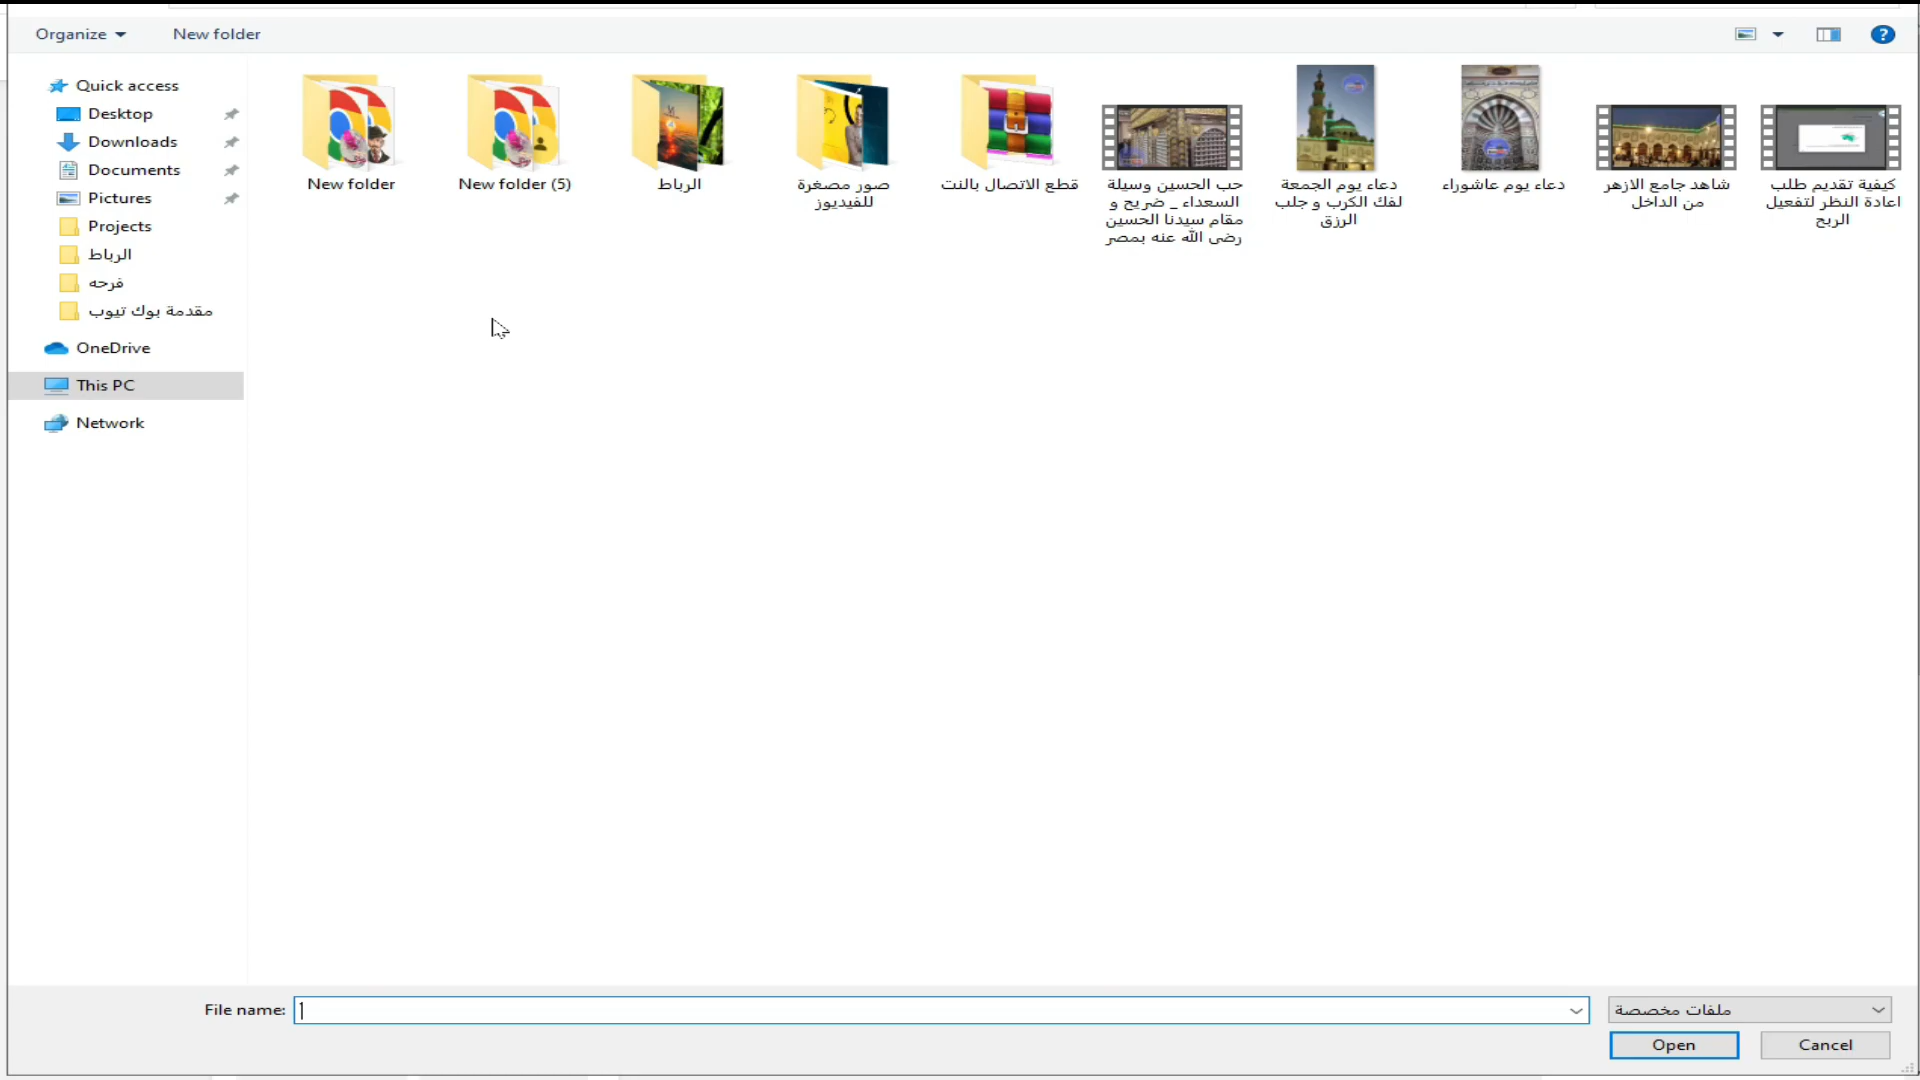 Organize
New folder
Quick access
Desktop
Downloads
Documents
Pictures
Projects
الرباط
فرحه
مقدمة بوك تيوب
OneDrive
This PC
Network
New folder
New folder (5)
الرباط
صور مصغرة
للفيديوز
قطع الاتصال بالنت
حب الحسين وسيلة
السعداء _ ضريح و
مقام سيدنا الحسين
رضى الله عنه بمصر
دعاء يوم الجمعة
لفك الكرب و جلب
الرزق
دعاء يوم عاشوراء
شاهد جامع الازهر
من الداخل
كيفية تقديم طلب
اعادة النظر لتفعيل
الربح
File name:
ملفات مخصصة
Open
Cancel